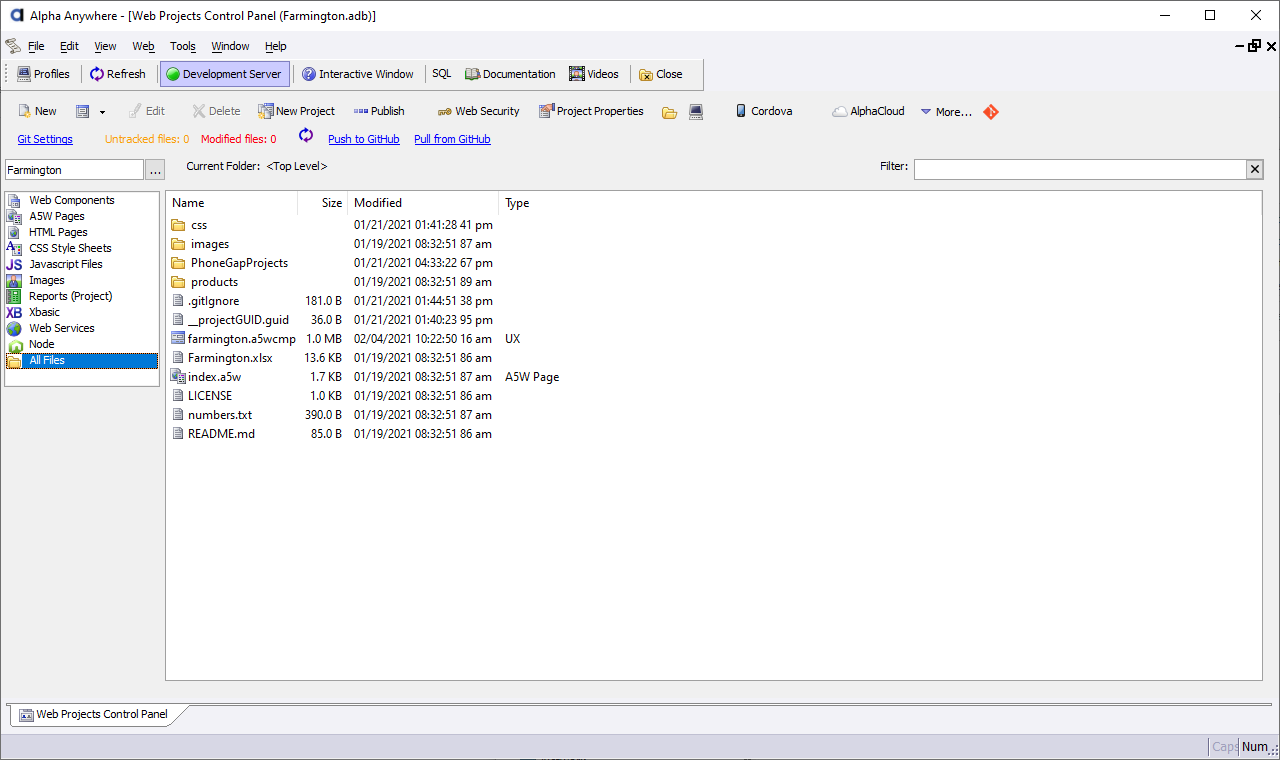 Alpha Anywhere - [Web Projects Control Panel (Farmington.adb)]
File Edit View Web Tools Window Help
Profiles Refresh Development Server Interactive Window SQL Documentation Videos Close
New Edit Delete New Project Publish Web Security Project Properties Cordova AlphaCloud More...
Git Settings Untracked files: 0 Modified files: 0 Push to GitHub Pull from GitHub
Farmington ... Current Folder: <Top Level> Filter:
Web Components
A5W Pages
HTML Pages
CSS Style Sheets
Javascript Files
Images
Reports (Project)
Xbasic
Web Services
Node
All Files
Name Size Modified Type
css 01/21/2021 01:41:28 41 pm
images 01/19/2021 08:32:51 87 am
PhoneGapProjects 01/21/2021 04:33:22 67 pm
products 01/19/2021 08:32:51 89 am
.gitIgnore 181.0 B 01/21/2021 01:44:51 38 pm
__projectGUID.guid 36.0 B 01/21/2021 01:40:23 95 pm
farmington.a5wcmp 1.0 MB 02/04/2021 10:22:50 16 am UX
Farmington.xlsx 13.6 KB 01/19/2021 08:32:51 86 am
index.a5w 1.7 KB 01/19/2021 08:32:51 87 am A5W Page
LICENSE 1.0 KB 01/19/2021 08:32:51 86 am
numbers.txt 390.0 B 01/19/2021 08:32:51 87 am
README.md 85.0 B 01/19/2021 08:32:51 86 am
Web Projects Control Panel
Caps Num